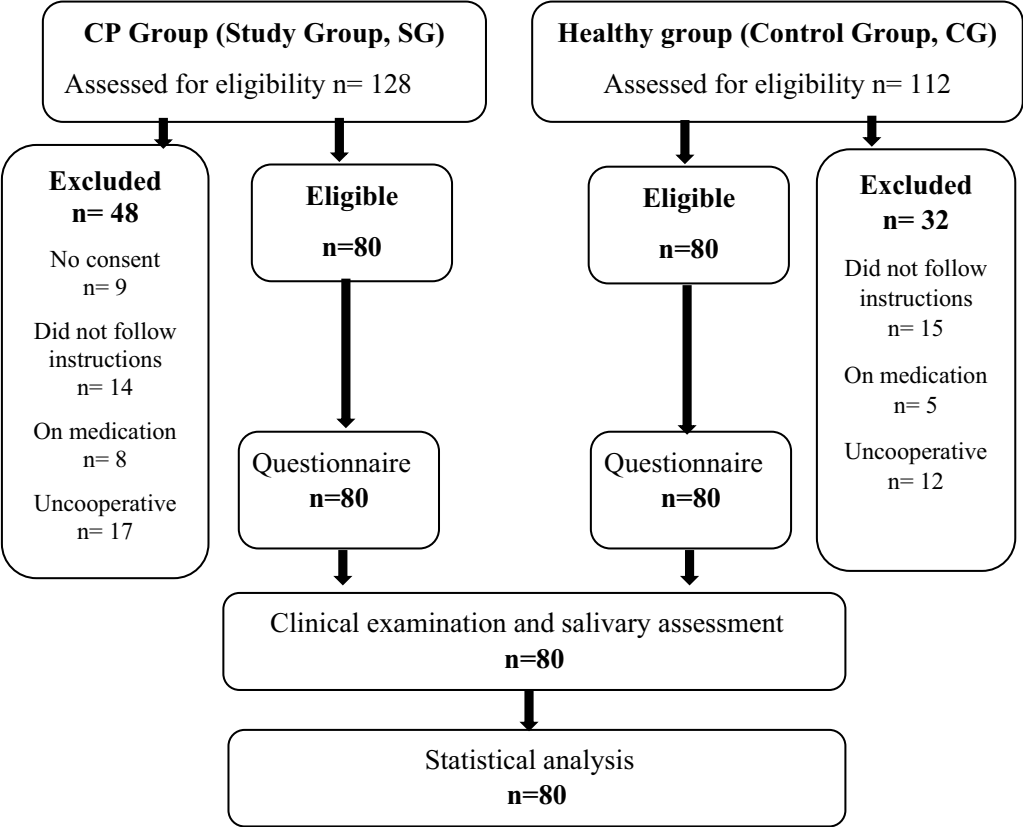 CP Group (Study Group, SG)
Assessed for eligibility n= 128
Healthy group (Control Group, CG)
Assessed for eligibility n= 112
Excluded
n= 48
No consent
n= 9
Did not follow
instructions
n= 14
On medication
n= 8
Uncooperative
n= 17
Eligible
n=80
Eligible
n=80
Excluded
n= 32
Did not follow
instructions
n= 15
On medication
n= 5
Uncooperative
n= 12
Questionnaire
n=80
Questionnaire
n=80
Clinical examination and salivary assessment
n=80
Statistical analysis
n=80